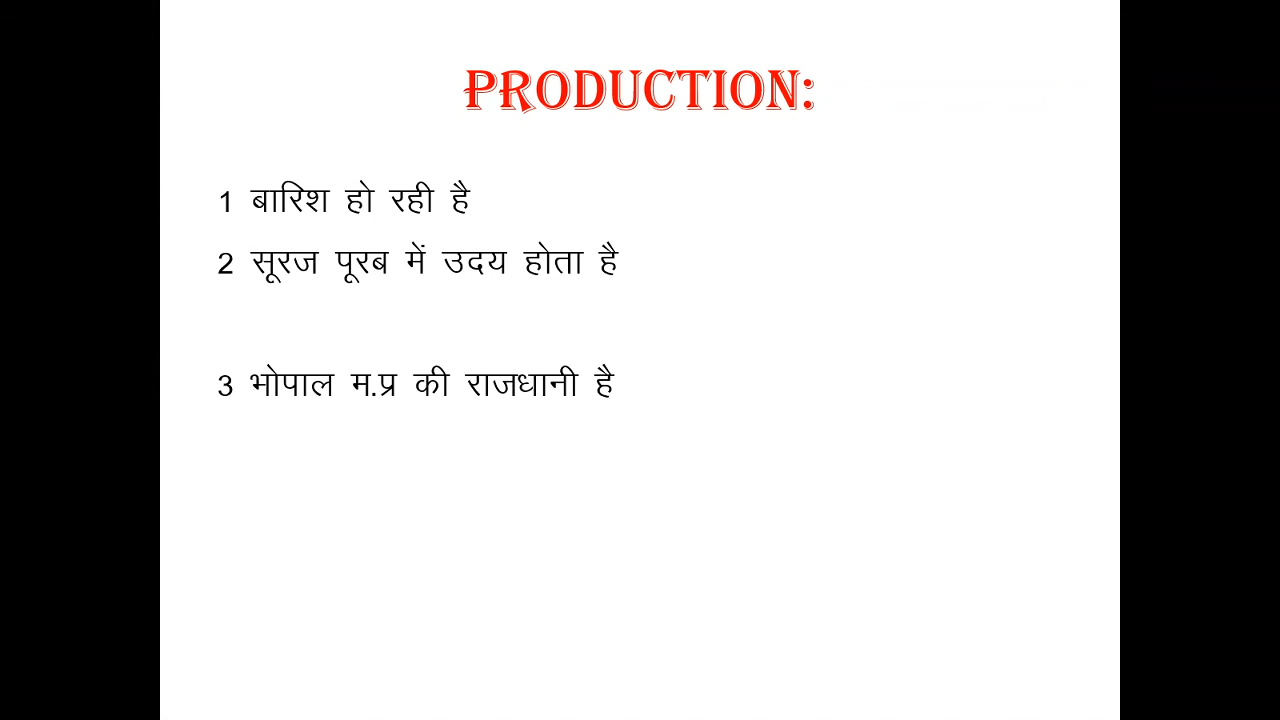 PRODUCTION:
1 बारिश हो रही है
2 सूरज पूरब में उदय होता है
3 भोपाल म.प्र की राजधानी है